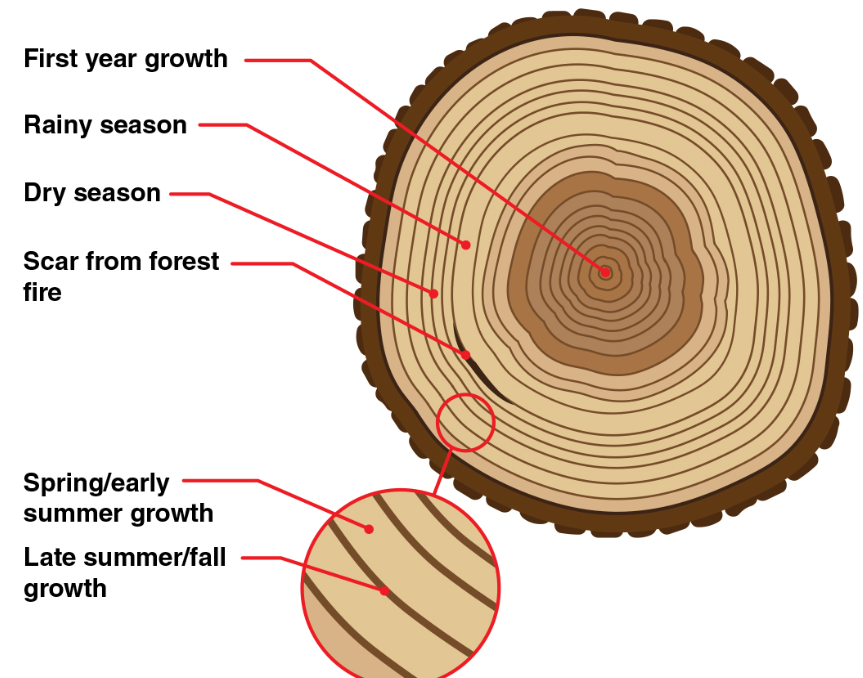 First year growth
Rainy season
Dry season
Scar from forest
fire
Spring/early
summer growth
Late summer/fall
growth